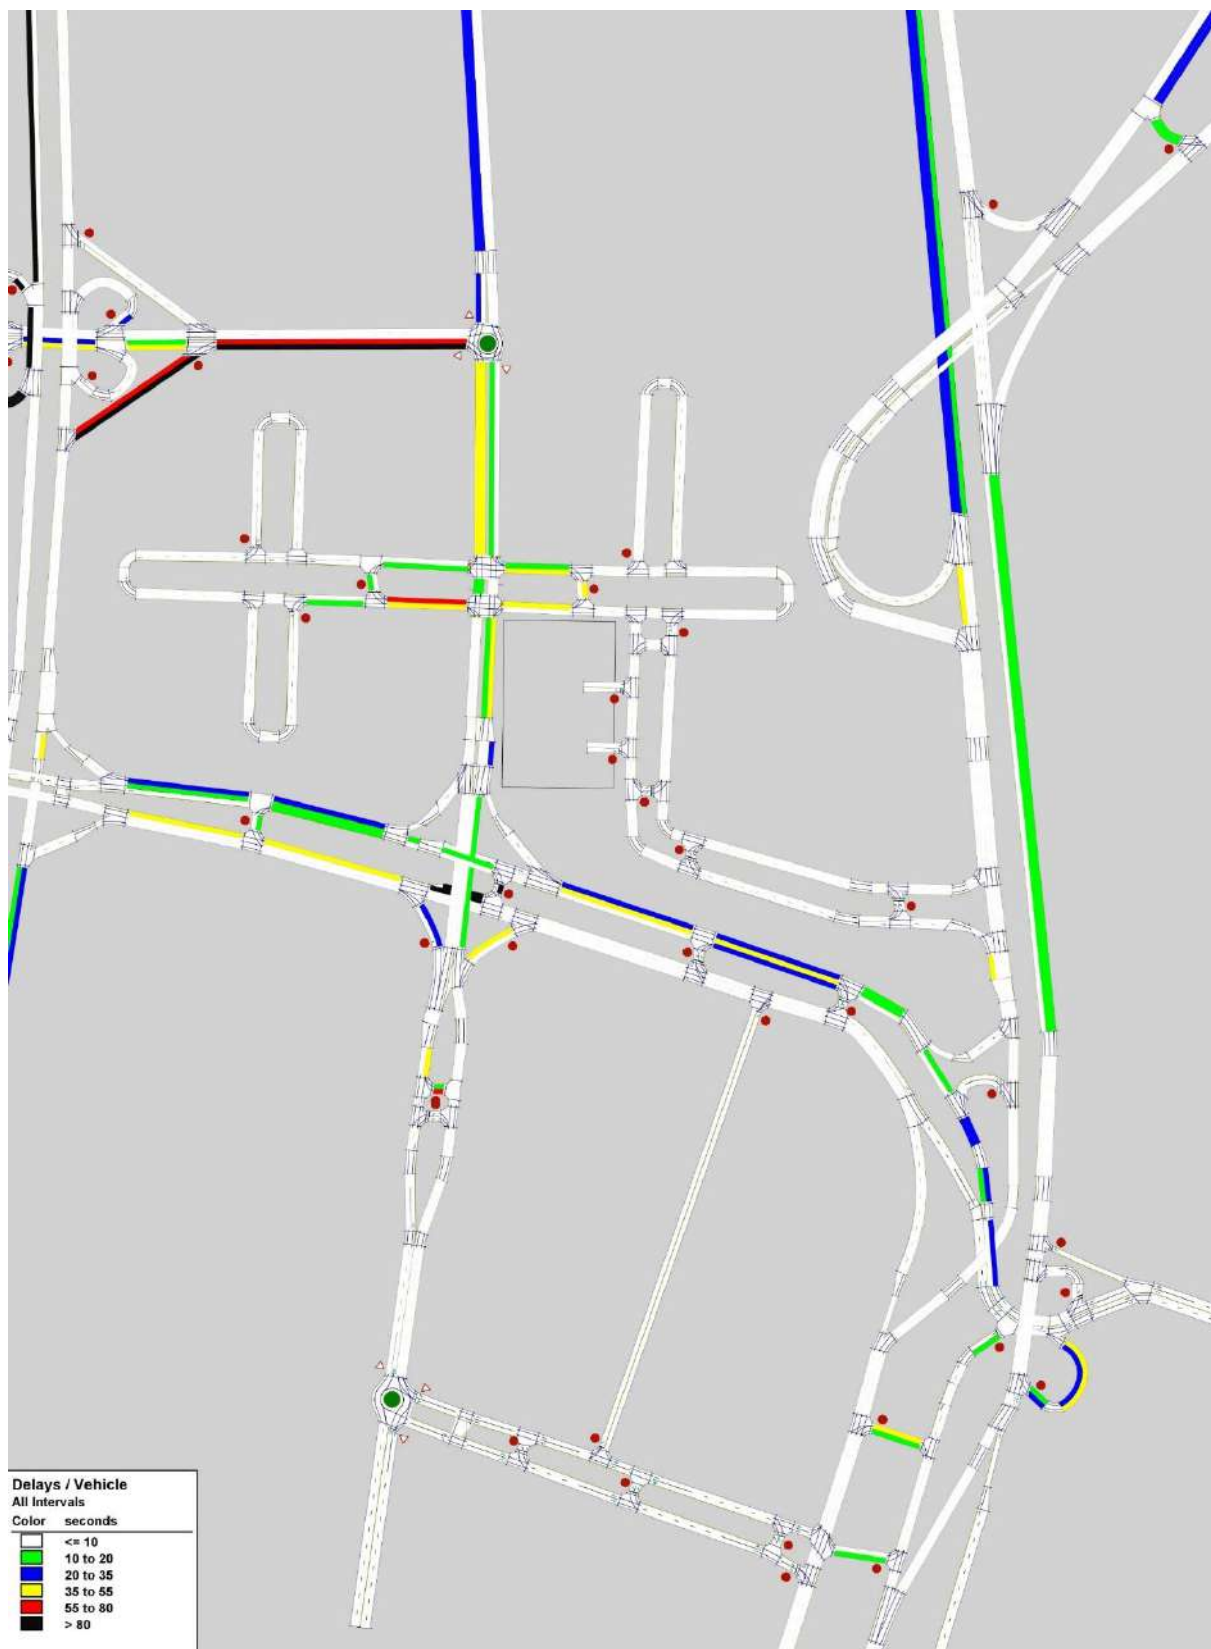 Delays / Vehicle
All Intervals
Color seconds
<= 10
10 to 20
20 to 35
35 to 55
55 to 80
> 80